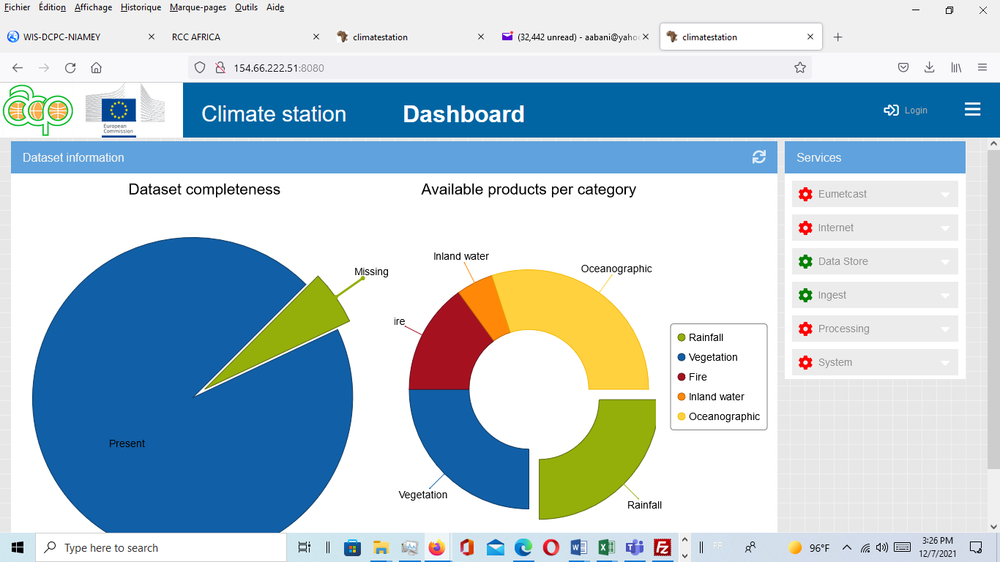 Fichier Édition Affichage Historique Marque-pages Outils Aide
WIS-DCPC-NIAMEY
RCC AFRICA
climatestation
(32,442 unread) - aabani@yahoo
climatestation
154.66.222.51:8080
acp
European
Commission
Climate station
Dashboard
Login
Dataset information
Services
Dataset completeness
Available products per category
Eumetcast
Internet
Data Store
Ingest
Processing
System
Missing
Present
Inland water
Oceanographic
ire
Vegetation
Rainfall
Rainfall
Vegetation
Fire
Inland water
Oceanographic
Type here to search
FR
96°F
3:26 PM
12/7/2021